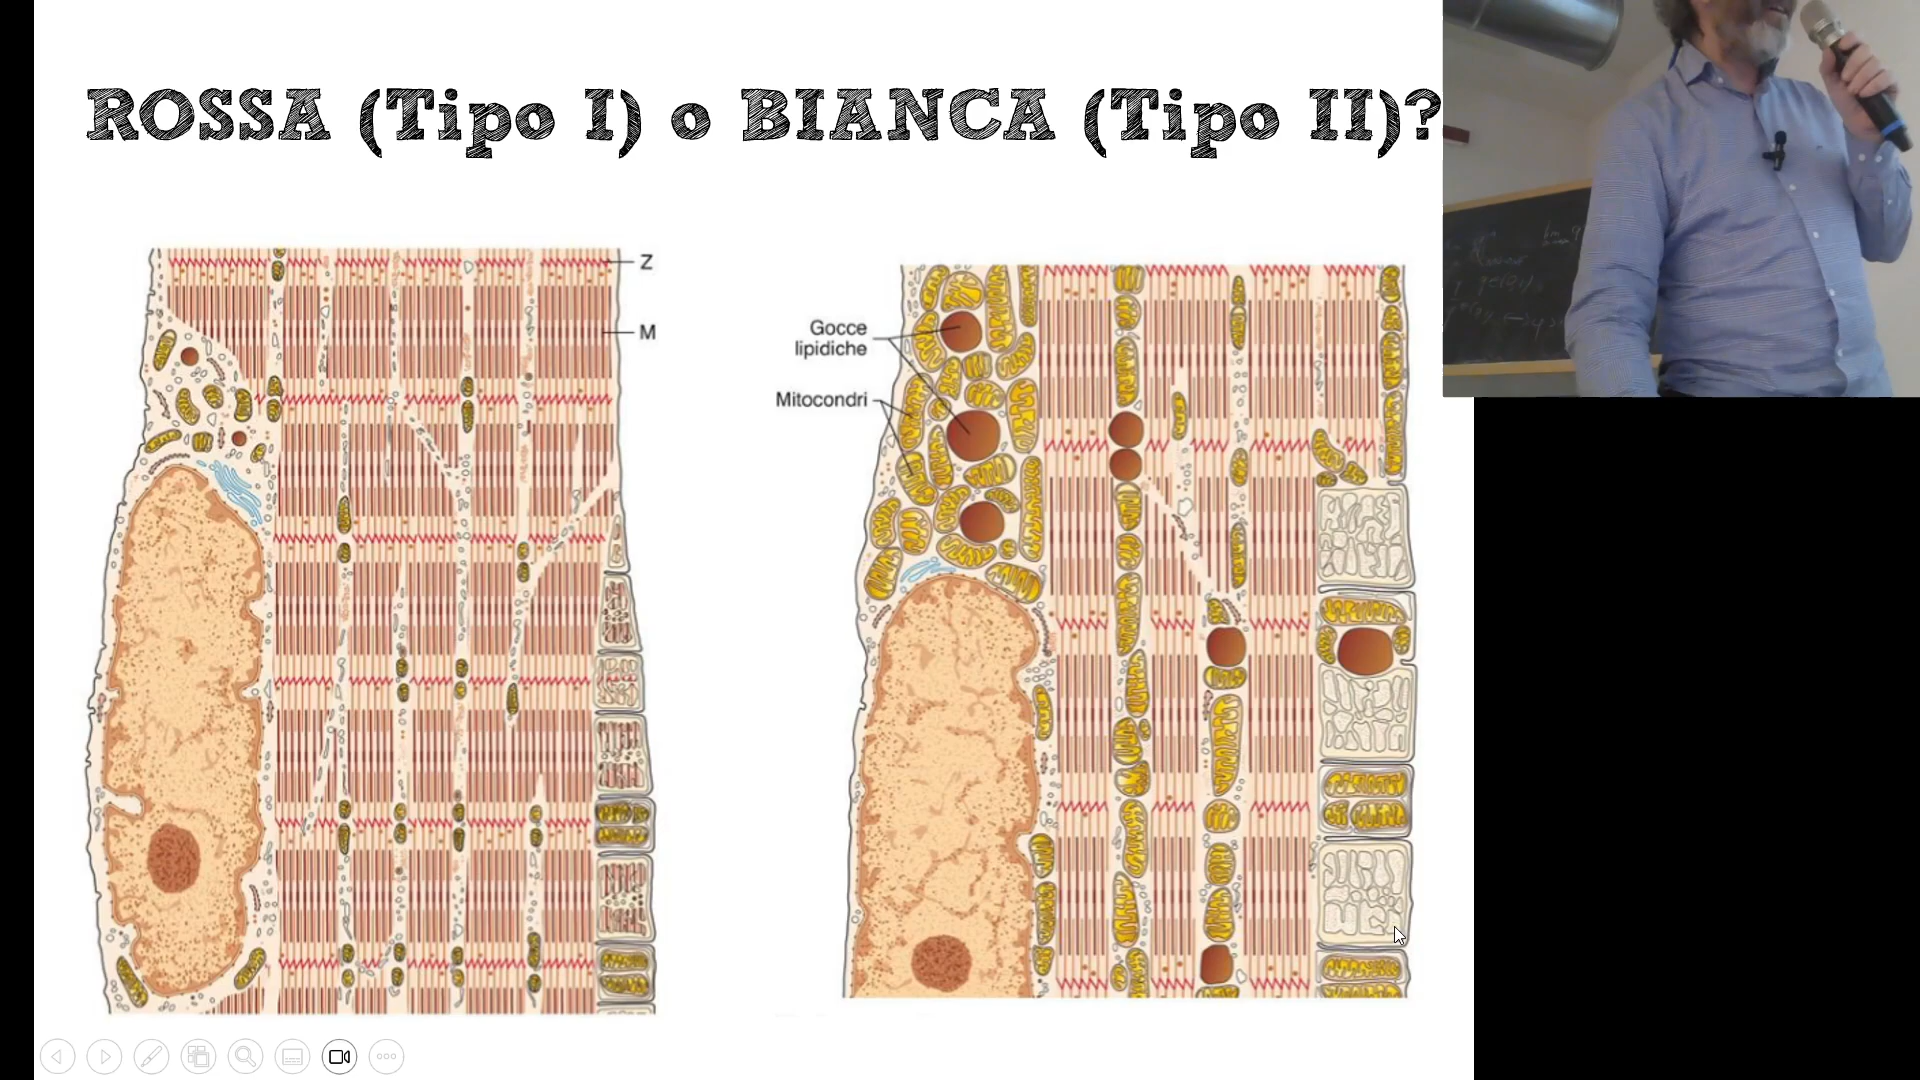 ROSSA (Tipo I) o BIANCA (Tipo II)?
Z
M
Gocce
lipidiche
Mitocondri